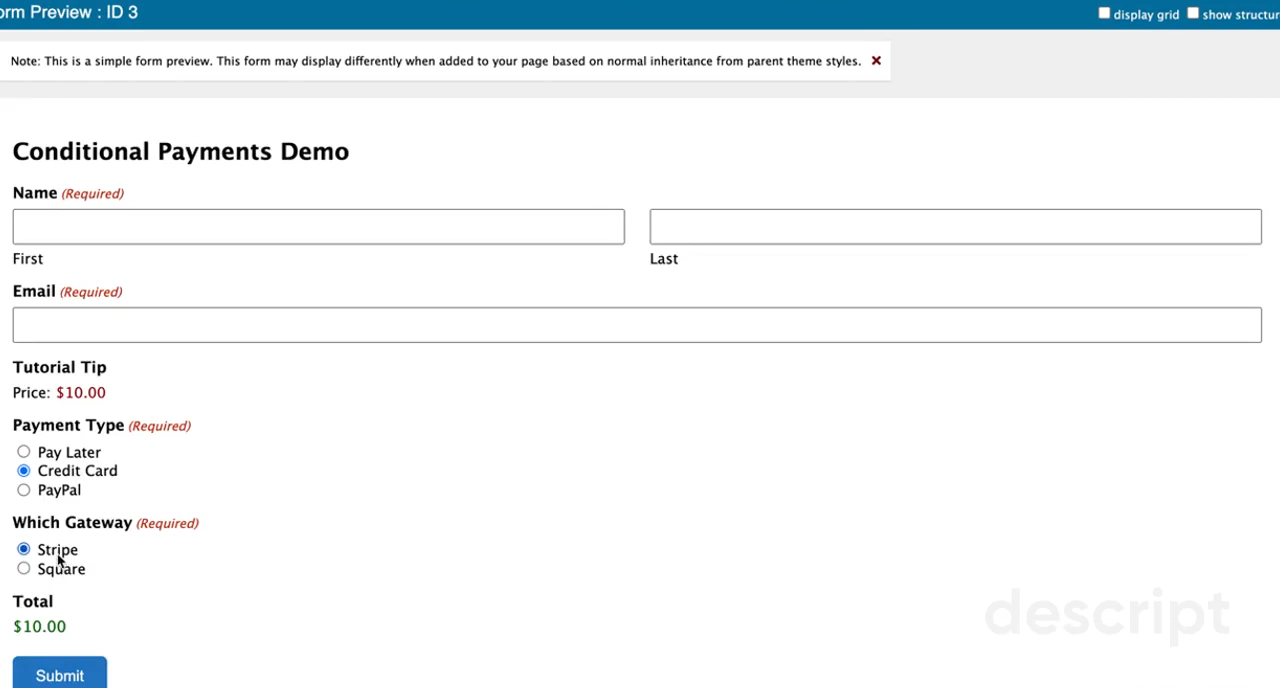 orm Preview : ID 3
display grid show structur
Note: This is a simple form preview. This form may display differently when added to your page based on normal inheritance from parent theme styles. ×
Conditional Payments Demo
Name (Required)
First Last
Email (Required)
Tutorial Tip
Price: $10.00
Payment Type (Required)
Pay Later
Credit Card
PayPal
Which Gateway (Required)
Stripe
Square
Total
$10.00
Submit
descript